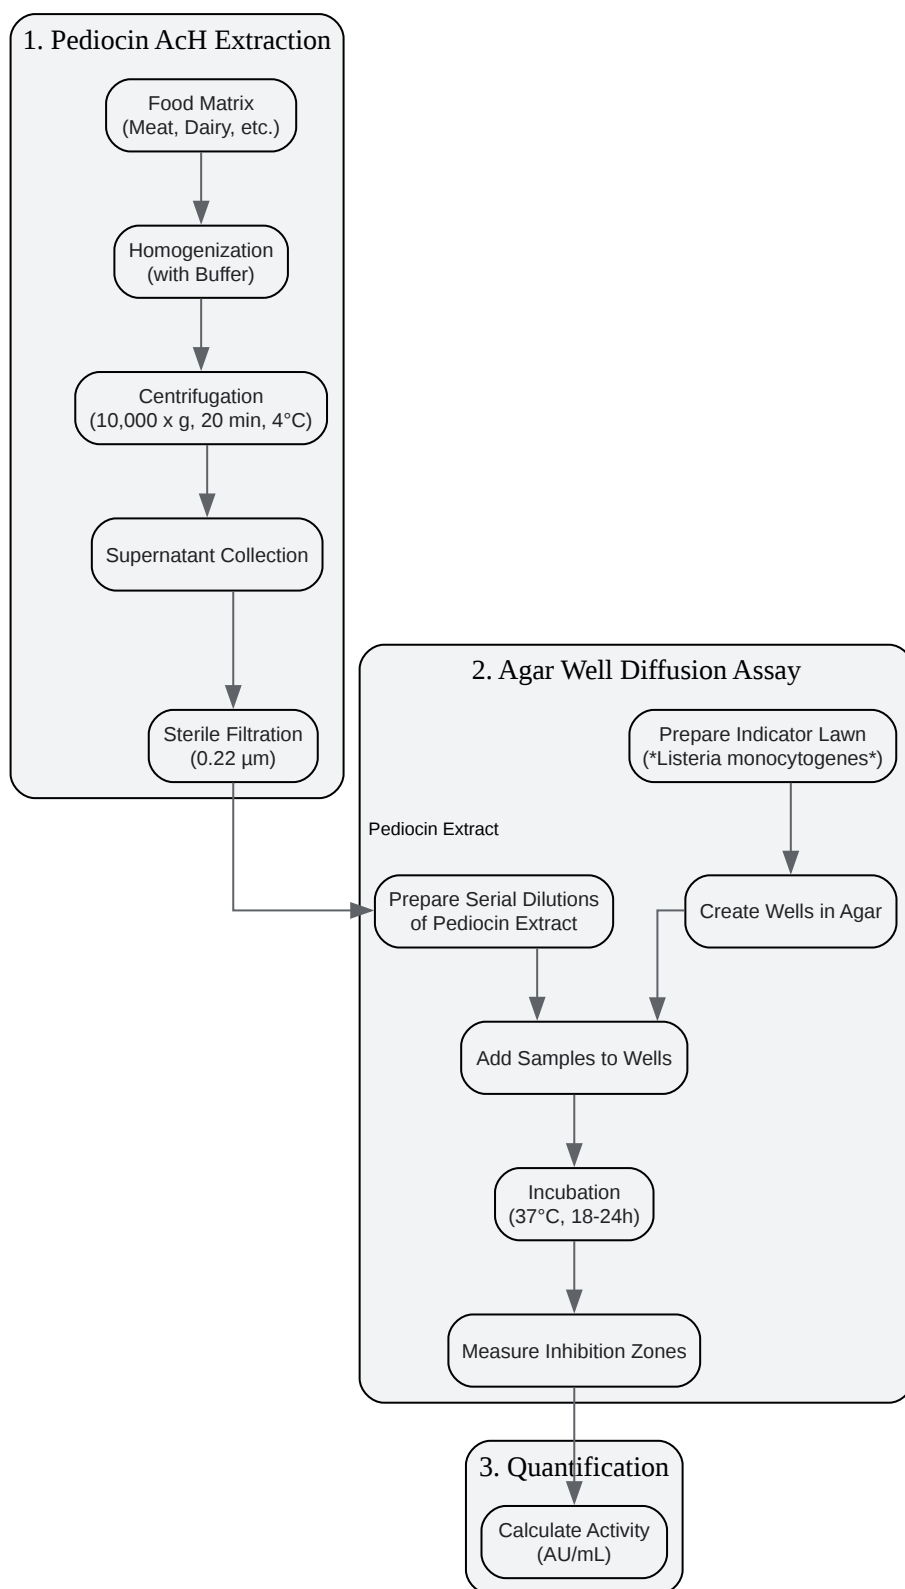 1. Pediocin AcH Extraction
Food Matrix
(Meat, Dairy, etc.)
Homogenization
(with Buffer)
Centrifugation
(10,000 x g, 20 min, 4°C)
Supernatant Collection
Sterile Filtration
(0.22 µm)
2. Agar Well Diffusion Assay
Prepare Indicator Lawn
(*Listeria monocytogenes*)
Pediocin Extract
Prepare Serial Dilutions
of Pediocin Extract
Create Wells in Agar
Add Samples to Wells
Incubation
(37°C, 18-24h)
Measure Inhibition Zones
3. Quantification
Calculate Activity
(AU/mL)